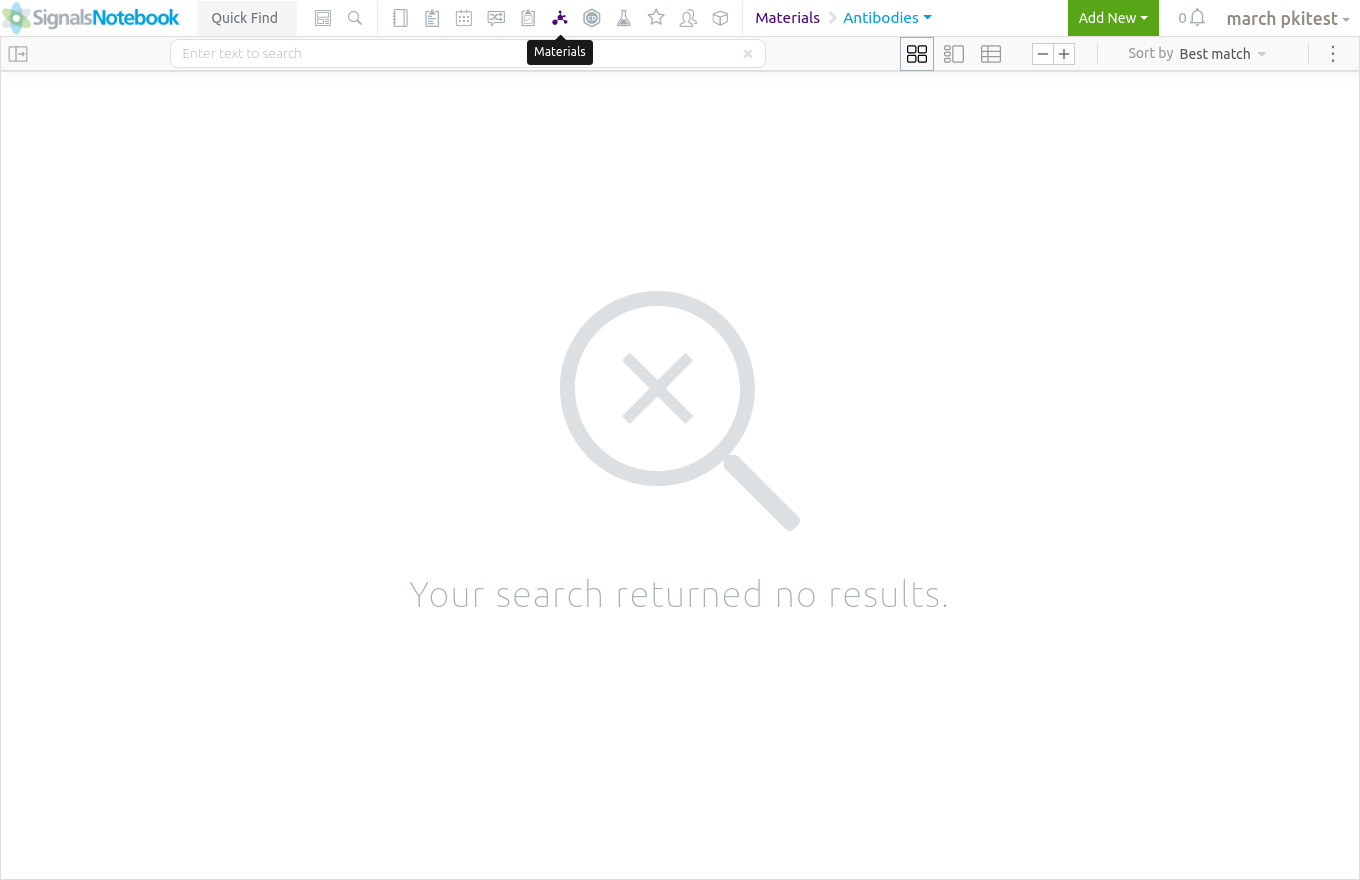 SignalsNotebook Quick Find Materials Antibodies Add New 0 march pkitest
Enter text to search Materials Sort by Best match
Your search returned no results.